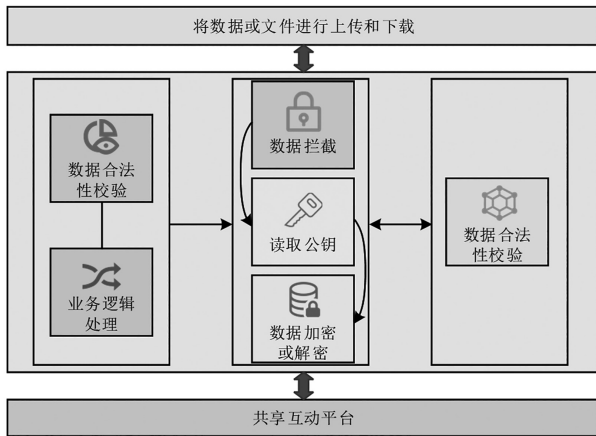 将数据或文件进行上传和下载
数据合法
性校验
业务逻辑
处理
数据拦截
读取公钥
数据加密
或解密
数据合法
性校验
共享互动平台